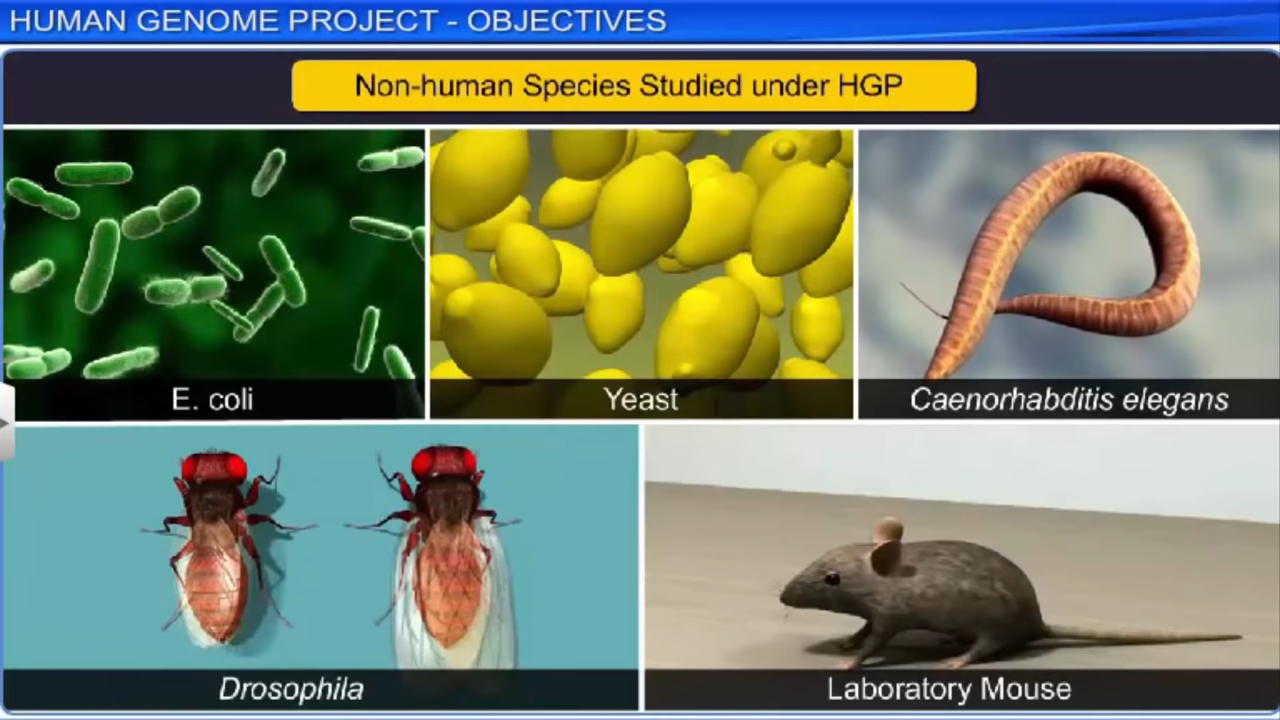 HUMAN GENOME PROJECT - OBJECTIVES
Non-human Species Studied under HGP
E. coli
Yeast
Caenorhabditis elegans
Drosophila
Laboratory Mouse